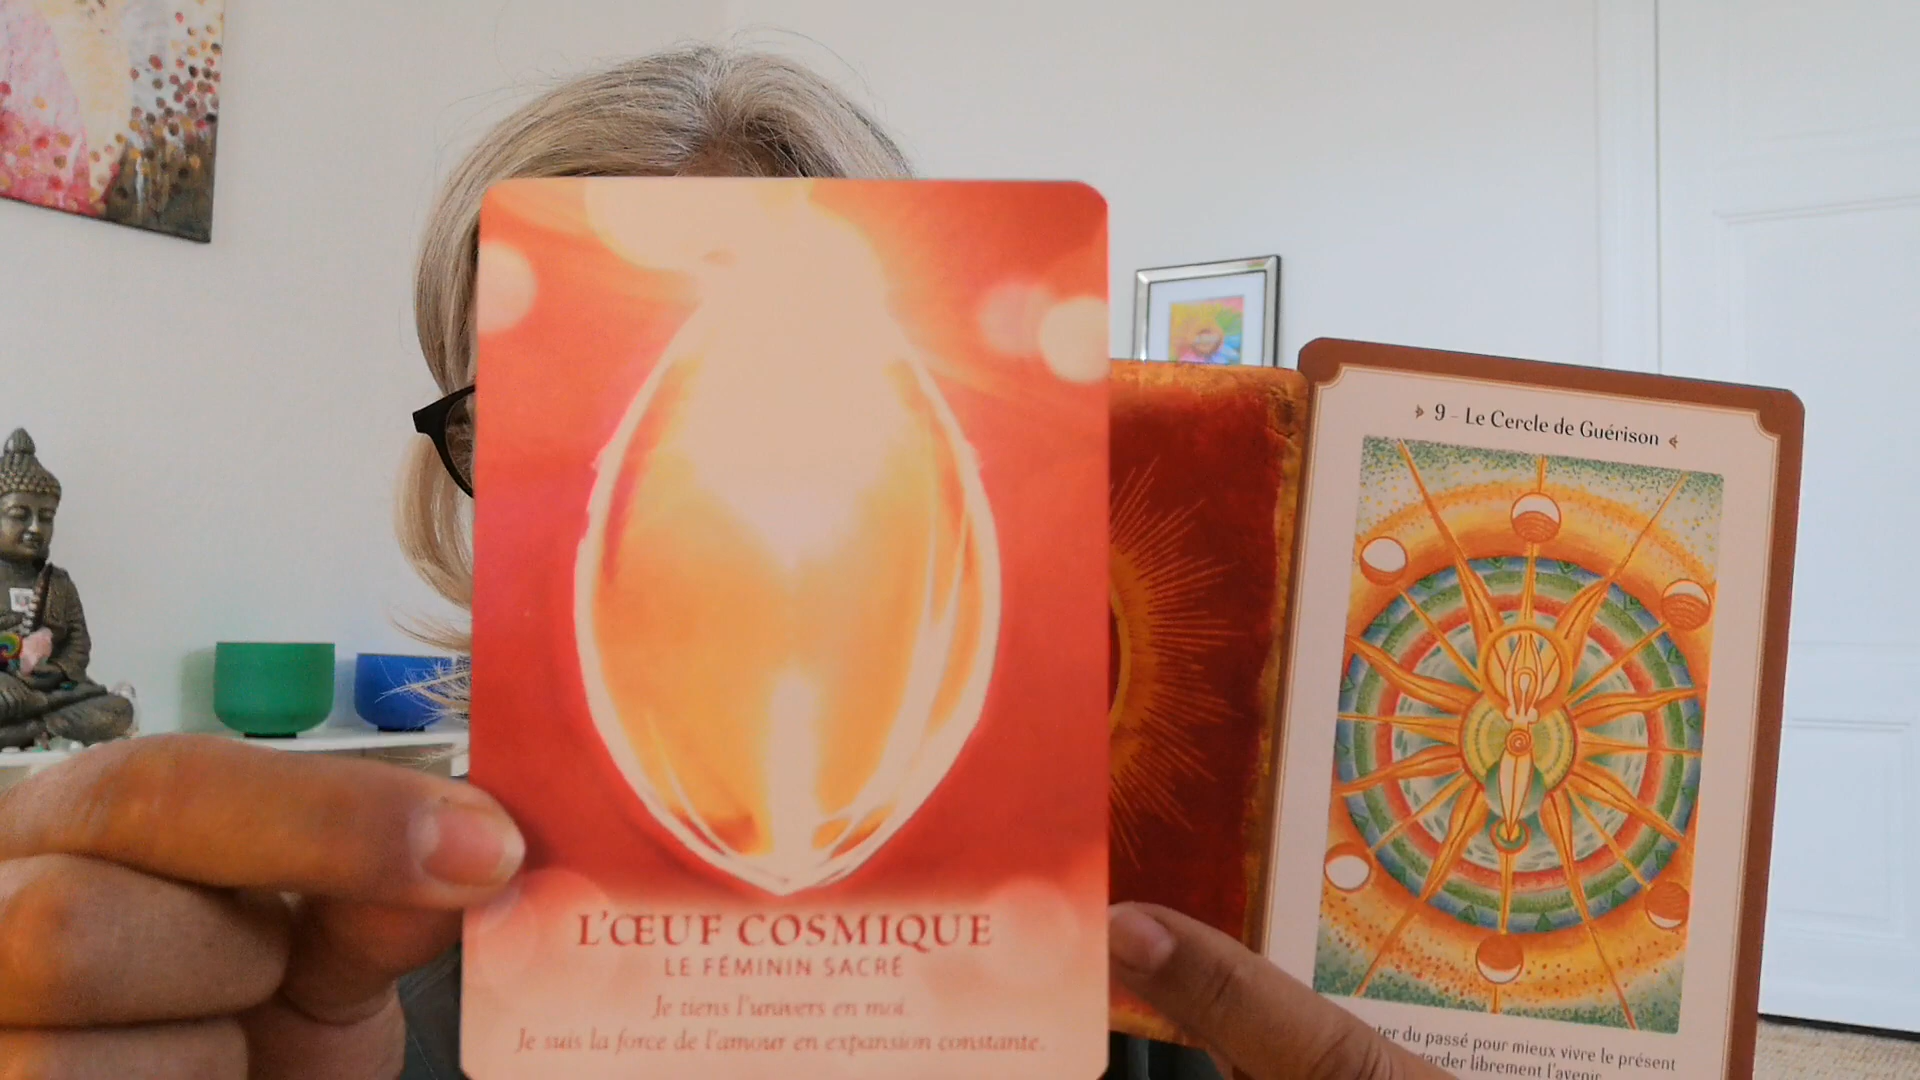 L'ŒUF COSMIQUE
LE FÉMININ SACRÉ
Je tiens l'univers en moi.
Je suis la force de l'amour en expansion constante.
9 - Le Cercle de Guérison
du passé pour mieux vivre le présent
librement l'avenir